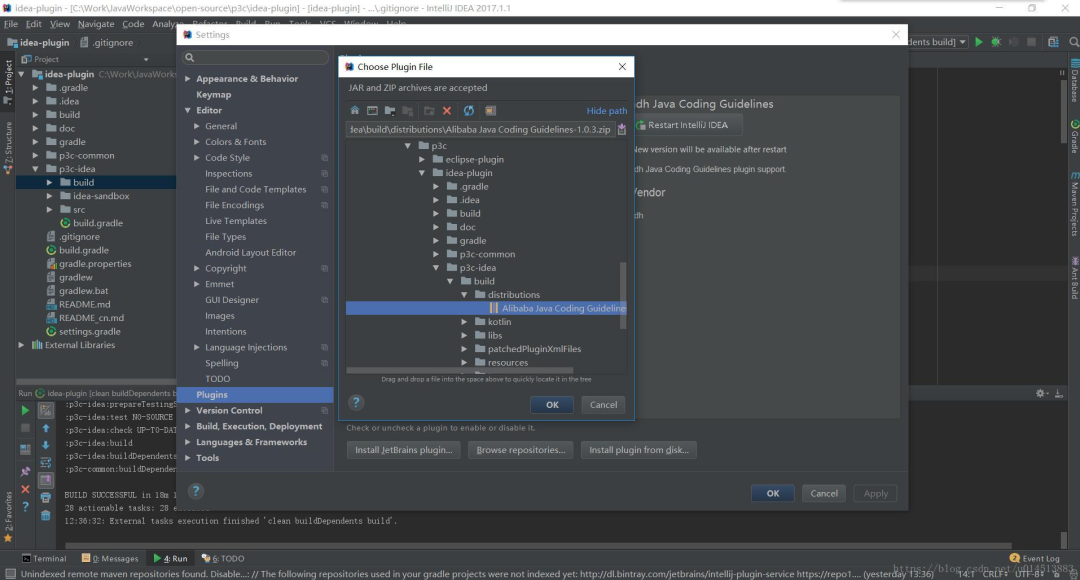 idea-plugin - [C:\Work\JavaWorkspace\open-source\p3c\idea-plugin] - [idea-plugin] - ...\.gitignore - IntelliJ IDEA 2017.1.1
File Edit View Navigate Code Analyze Refactor Build Run Tools VCS Window Help
idea-plugin .gitignore
dents build]
Project
idea-plugin C:\Work\JavaWorks
.gradle
.idea
build
doc
gradle
p3c-common
p3c-idea
build
idea-sandbox
src
build.gradle
.gitignore
build.gradle
gradle.properties
gradlew
gradlew.bat
README.md
README_cn.md
settings.gradle
External Libraries
1: Project
Z: Structure
2: Favorites
Settings
Appearance & Behavior
Keymap
Editor
General
Colors & Fonts
Code Style
Inspections
File and Code Templates
File Encodings
Live Templates
File Types
Android Layout Editor
Copyright
Emmet
GUI Designer
Images
Intentions
Language Injections
Spelling
TODO
Plugins
Version Control
Build, Execution, Deployment
Languages & Frameworks
Tools
Choose Plugin File
JAR and ZIP archives are accepted
Hide path
dea\build\distributions\Alibaba Java Coding Guidelines-1.0.3.zip
p3c
eclipse-plugin
idea-plugin
.gradle
.idea
build
doc
gradle
p3c-common
p3c-idea
build
distributions
Alibaba Java Coding Guideline
kotlin
libs
patchedPluginXmlFiles
resources
Drag and drop a file into the space above to quickly locate it in the tree
OK Cancel
dh Java Coding Guidelines
Restart IntelliJ IDEA
New version will be available after restart
dh Java Coding Guidelines plugin support.
Vendor
dh
Check or uncheck a plugin to enable or disable it.
Install JetBrains plugin... Browse repositories... Install plugin from disk...
OK Cancel Apply
Database
Gradle
Maven Projects
Ant Build
Run idea-plugin [clean buildDependents b
:p3c-idea:prepareTestingS
:p3c-idea:test NO-SOURCE
:p3c-idea:check UP-TO-DAT
:p3c-idea:build
:p3c-idea:buildDependents
:p3c-common:buildDependen
BUILD SUCCESSFUL in 18m 1
28 actionable tasks: 28 e
12:36:32: External tasks execution finished 'clean buildDependents build'.
Terminal 0: Messages 4: Run 6: TODO
2 Event Log
Unindexed remote maven repositories found. Disable...: // The following repositories used in your gradle projects were not indexed yet: http://dl.bintray.com/jetbrains/intellij-plugin-service https://repo1.... (yesterday 13:36) 14:1 CRLF UTF-8
https://blog.csdn.net/u014513883